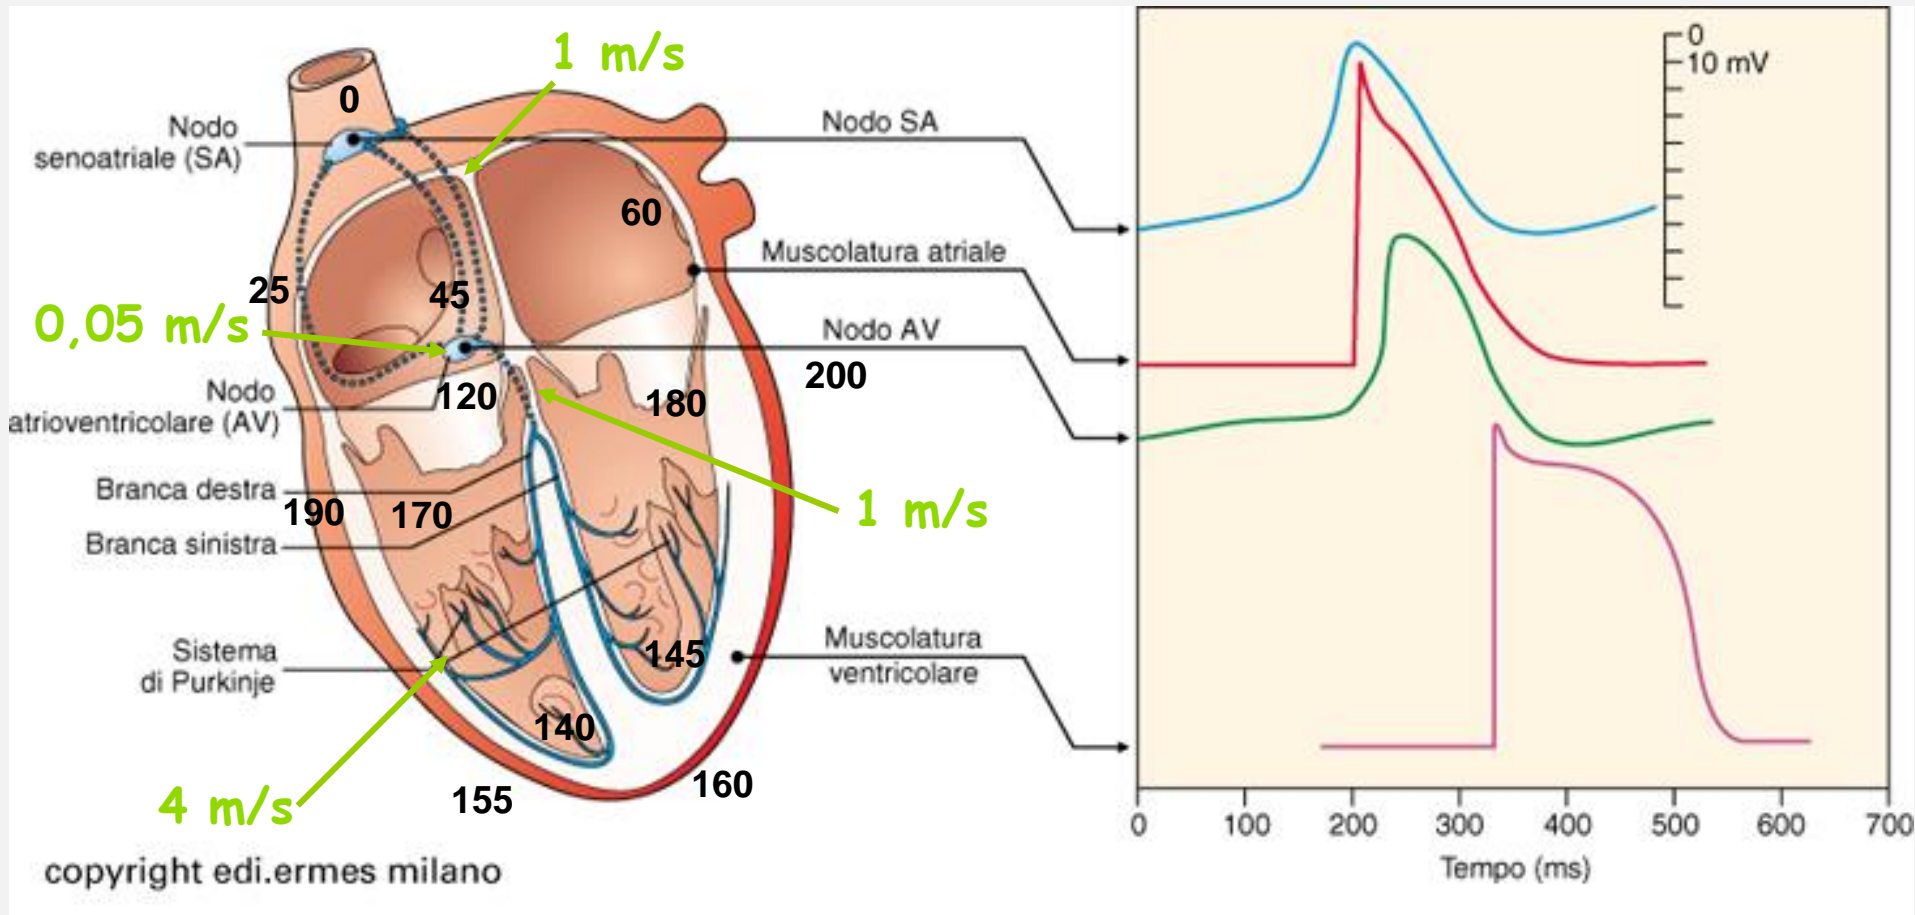 1 m/s
0
Nodo
senoatriale (SA)
Nodo SA
0
10 mV
60
Muscolatura atriale
25
45
0,05 m/s
Nodo AV
200
Nodo
atrioventricolare (AV)
120
180
Branca destra
190
170
1 m/s
Branca sinistra
Sistema
di Purkinje
145
Muscolatura
ventricolare
140
4 m/s
155
160
0
100
200
300
400
500
600
700
Tempo (ms)
copyright edi.ermes milano